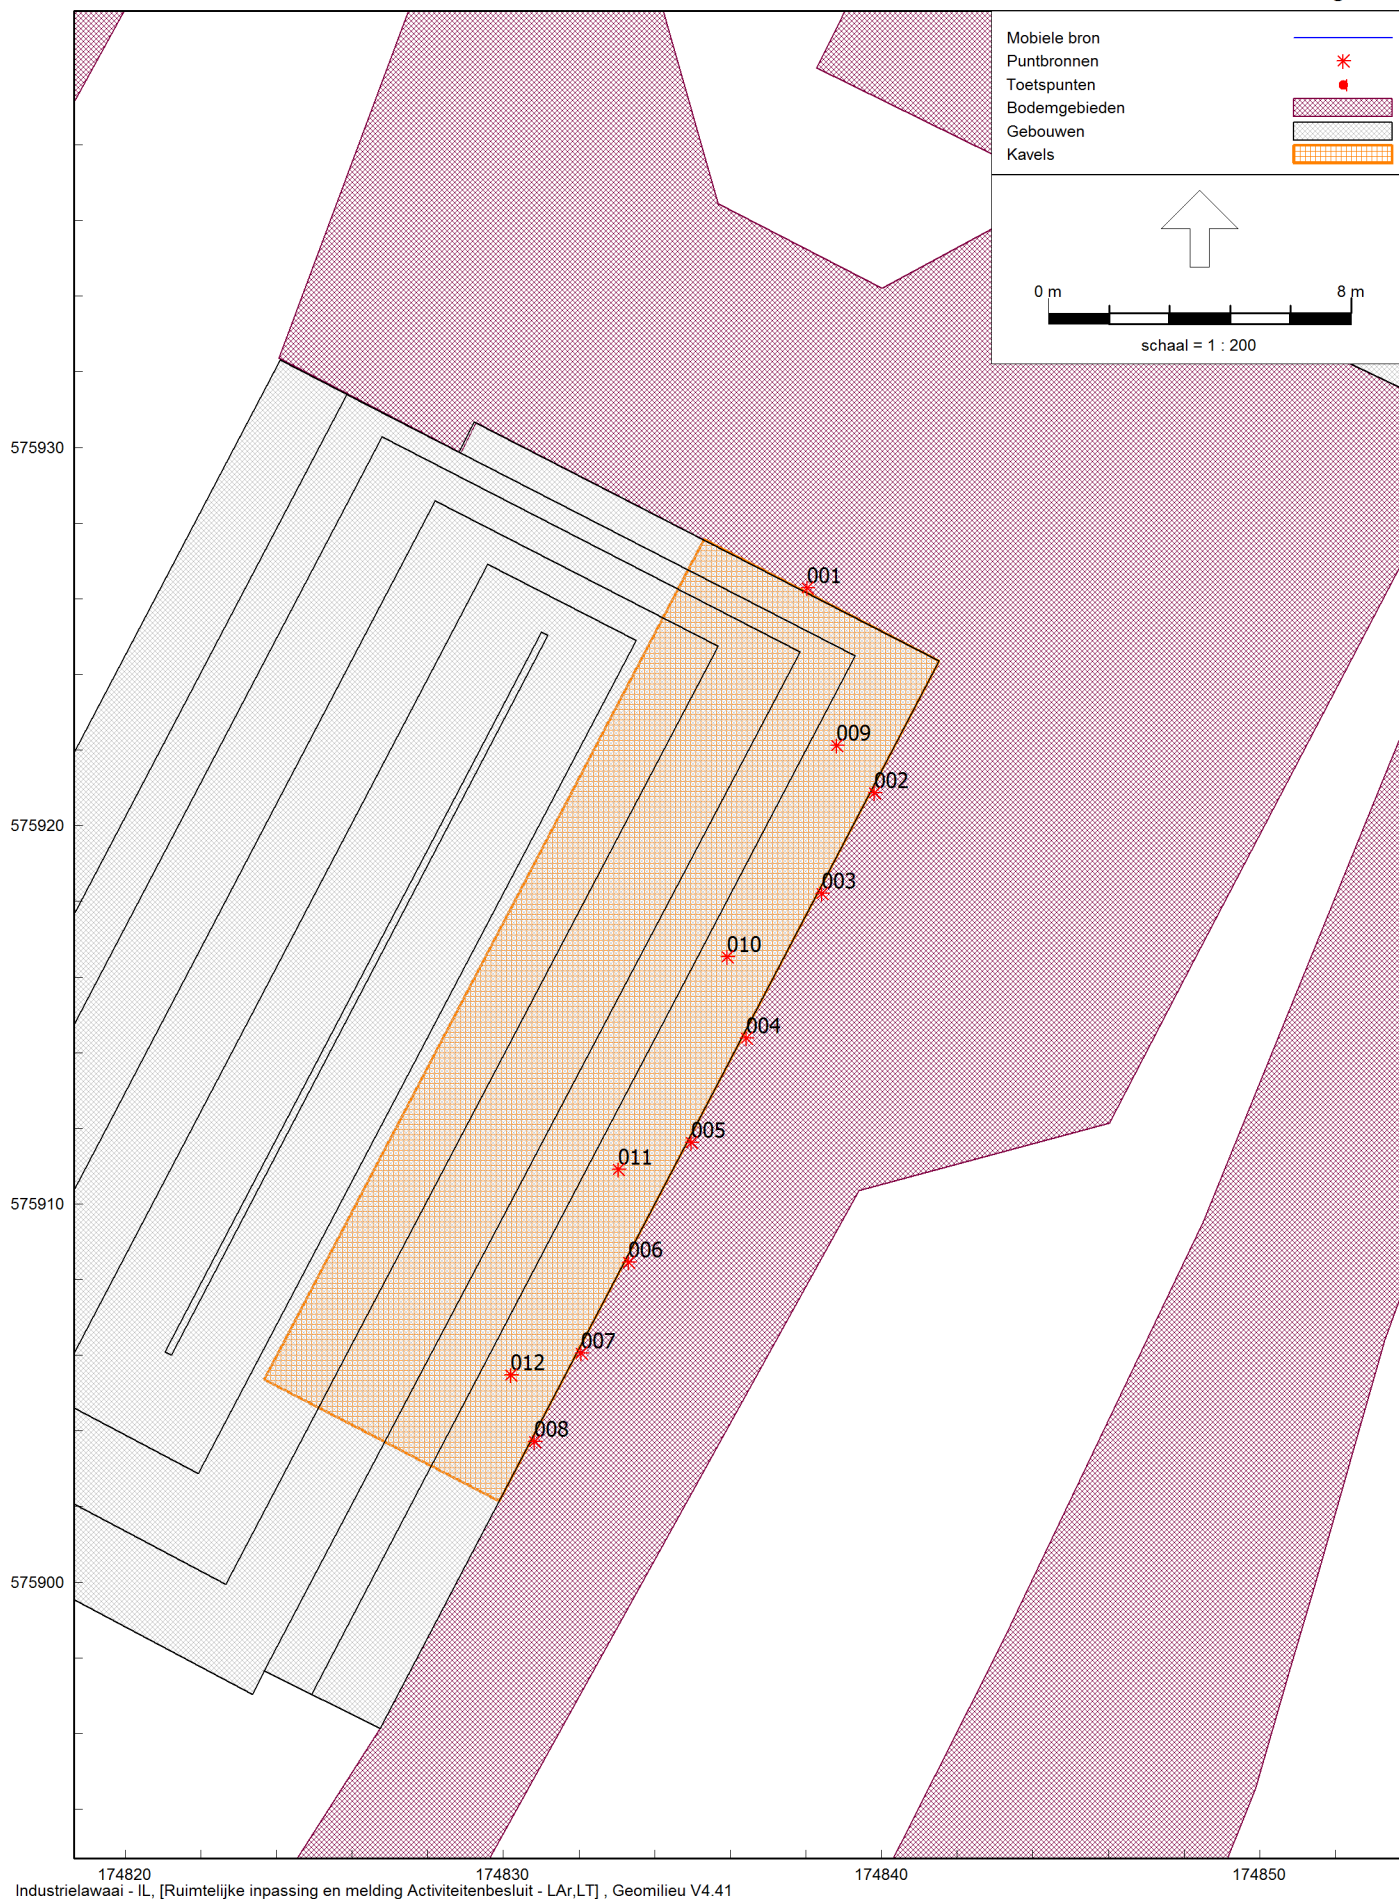 Mobiele bron
Puntbronnen
Toetspunten
Bodemgebieden
Gebouwen
Kavels
0 m 8 m
schaal = 1 : 200
575930
001
009
002
575920
003
010
004
005
011
575910
006
007
012
008
575900
174820 174830 174840 174850
Industrielawaai - IL, [Ruimtelijke inpassing en melding Activiteitenbesluit - LAr,LT] , Geomilieu V4.41